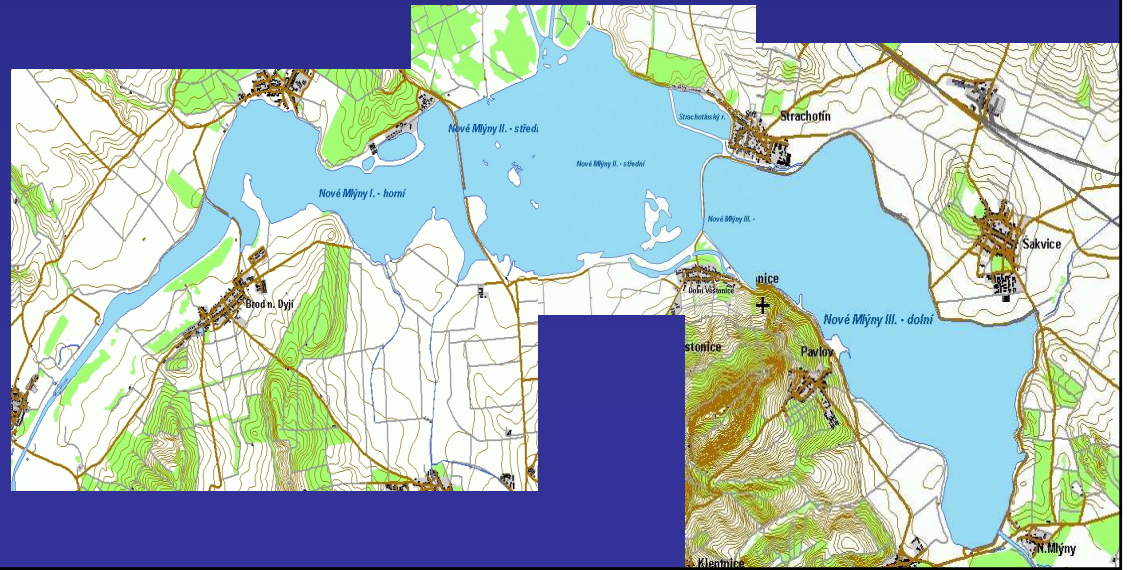 Nové Mlýny II. - středi
Strachotínský r.
Strachotín
Nové Mlýny II. - střední
Nové Mlýny I. - horní
Nové Mlýny III. -
Šakvice
Dolní Věstonice
nice
Brod n. Dyjí
Nové Mlýny III. - dolní
stonice
Pavlov
N.Mlýny
Klentnice